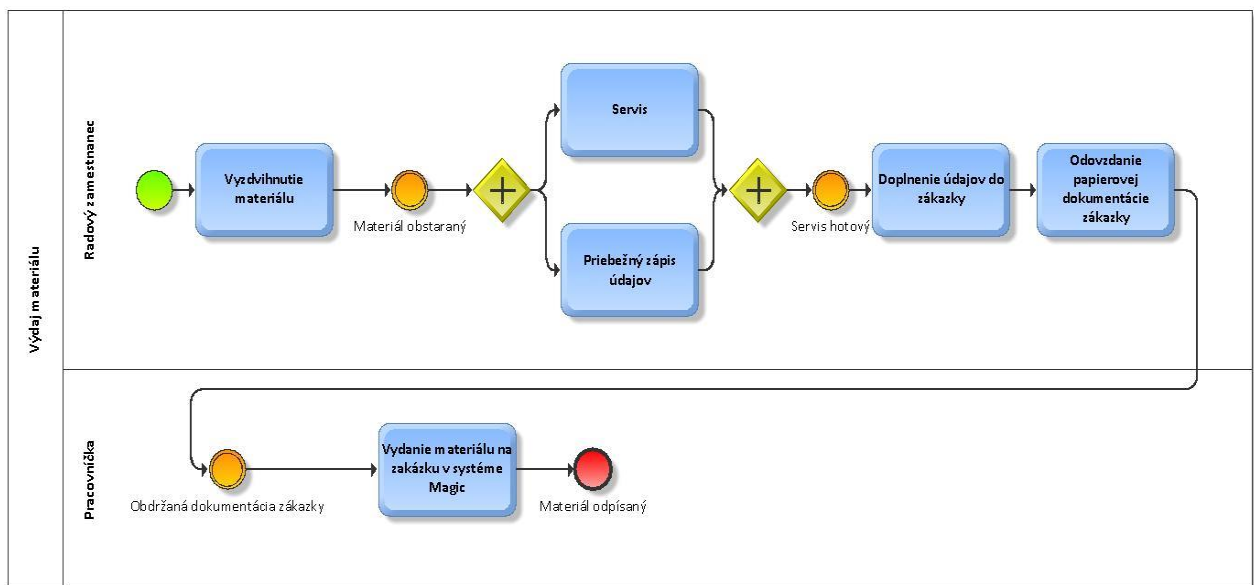 Výdaj materiálu
Radový zamestnanec
Vyzdvihnutie
materiálu
Materiál obstaraný
Servis
Priebežný zápis
údajov
Servis hotový
Doplnenie údajov do
zákazky
Odovzdanie
papierovej
dokumentácie
zákazky
Pracovníčka
Obdržaná dokumentácia zákazky
Vydanie materiálu na
zakázku v systéme
Magic
Materiál odpísaný